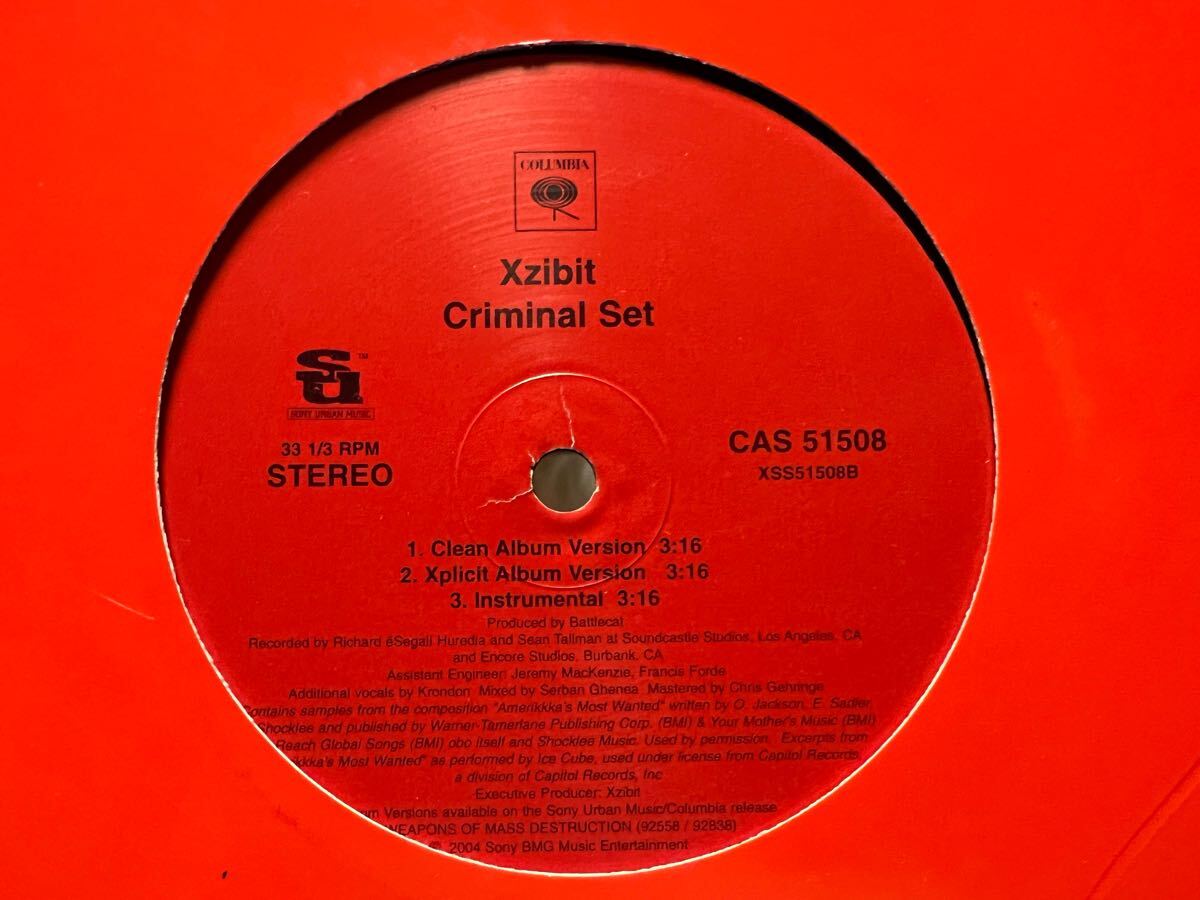 COLUMBIA
Xzibit
Criminal Set
SU™
SONY URBAN MUSIC
33 1/3 RPM
STEREO
CAS 51508
XSS51508B
1. Clean Album Version 3:16
2. Xplicit Album Version 3:16
3. Instrumental 3:16
Produced by Battlecat
Recorded by Richard éSegali Huredia and Sean Tallman at Soundcastle Studios, Los Angeles, CA
and Encore Studios, Burbank, CA
Assistant Engineer: Jeremy MacKenzie, Francis Forde
Additional vocals by Krondon Mixed by Serban Ghenea Mastered by Chris Gehringe
Contains samples from the composition "Amerikkka's Most Wanted" written by O. Jackson, E. Sadler,
Shocklee and published by Warner-Tamerlane Publishing Corp. (BMI) & Your Mother's Music (BMI)
Reach Global Songs (BMI) obo itself and Shocklee Music. Used by permission. Excerpts from
kkka's Most Wanted" as performed by Ice Cube, used under license from Capitol Records,
a division of Capitol Records, Inc
Executive Producer: Xzibit
Versions available on the Sony Urban Music/Columbia release
WEAPONS OF MASS DESTRUCTION (92558 / 92838)
℗ 2004 Sony BMG Music Entertainment